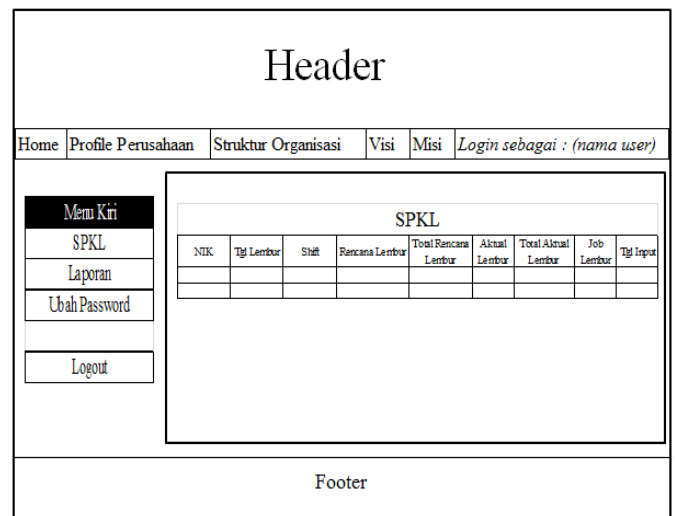 Header
Home Profile Perusahaan Struktur Organisasi Visi Misi Login sebagai : (nama user)
Menu Kiri
SPKL
Laporan
Ubah Password
Logout
SPKL
NIK Tgl Lembur Shift Rencana Lembur Total Rencana Lembur Aktual Lembur Total Aktual Lembur Job Lembur Tgl Input
Footer